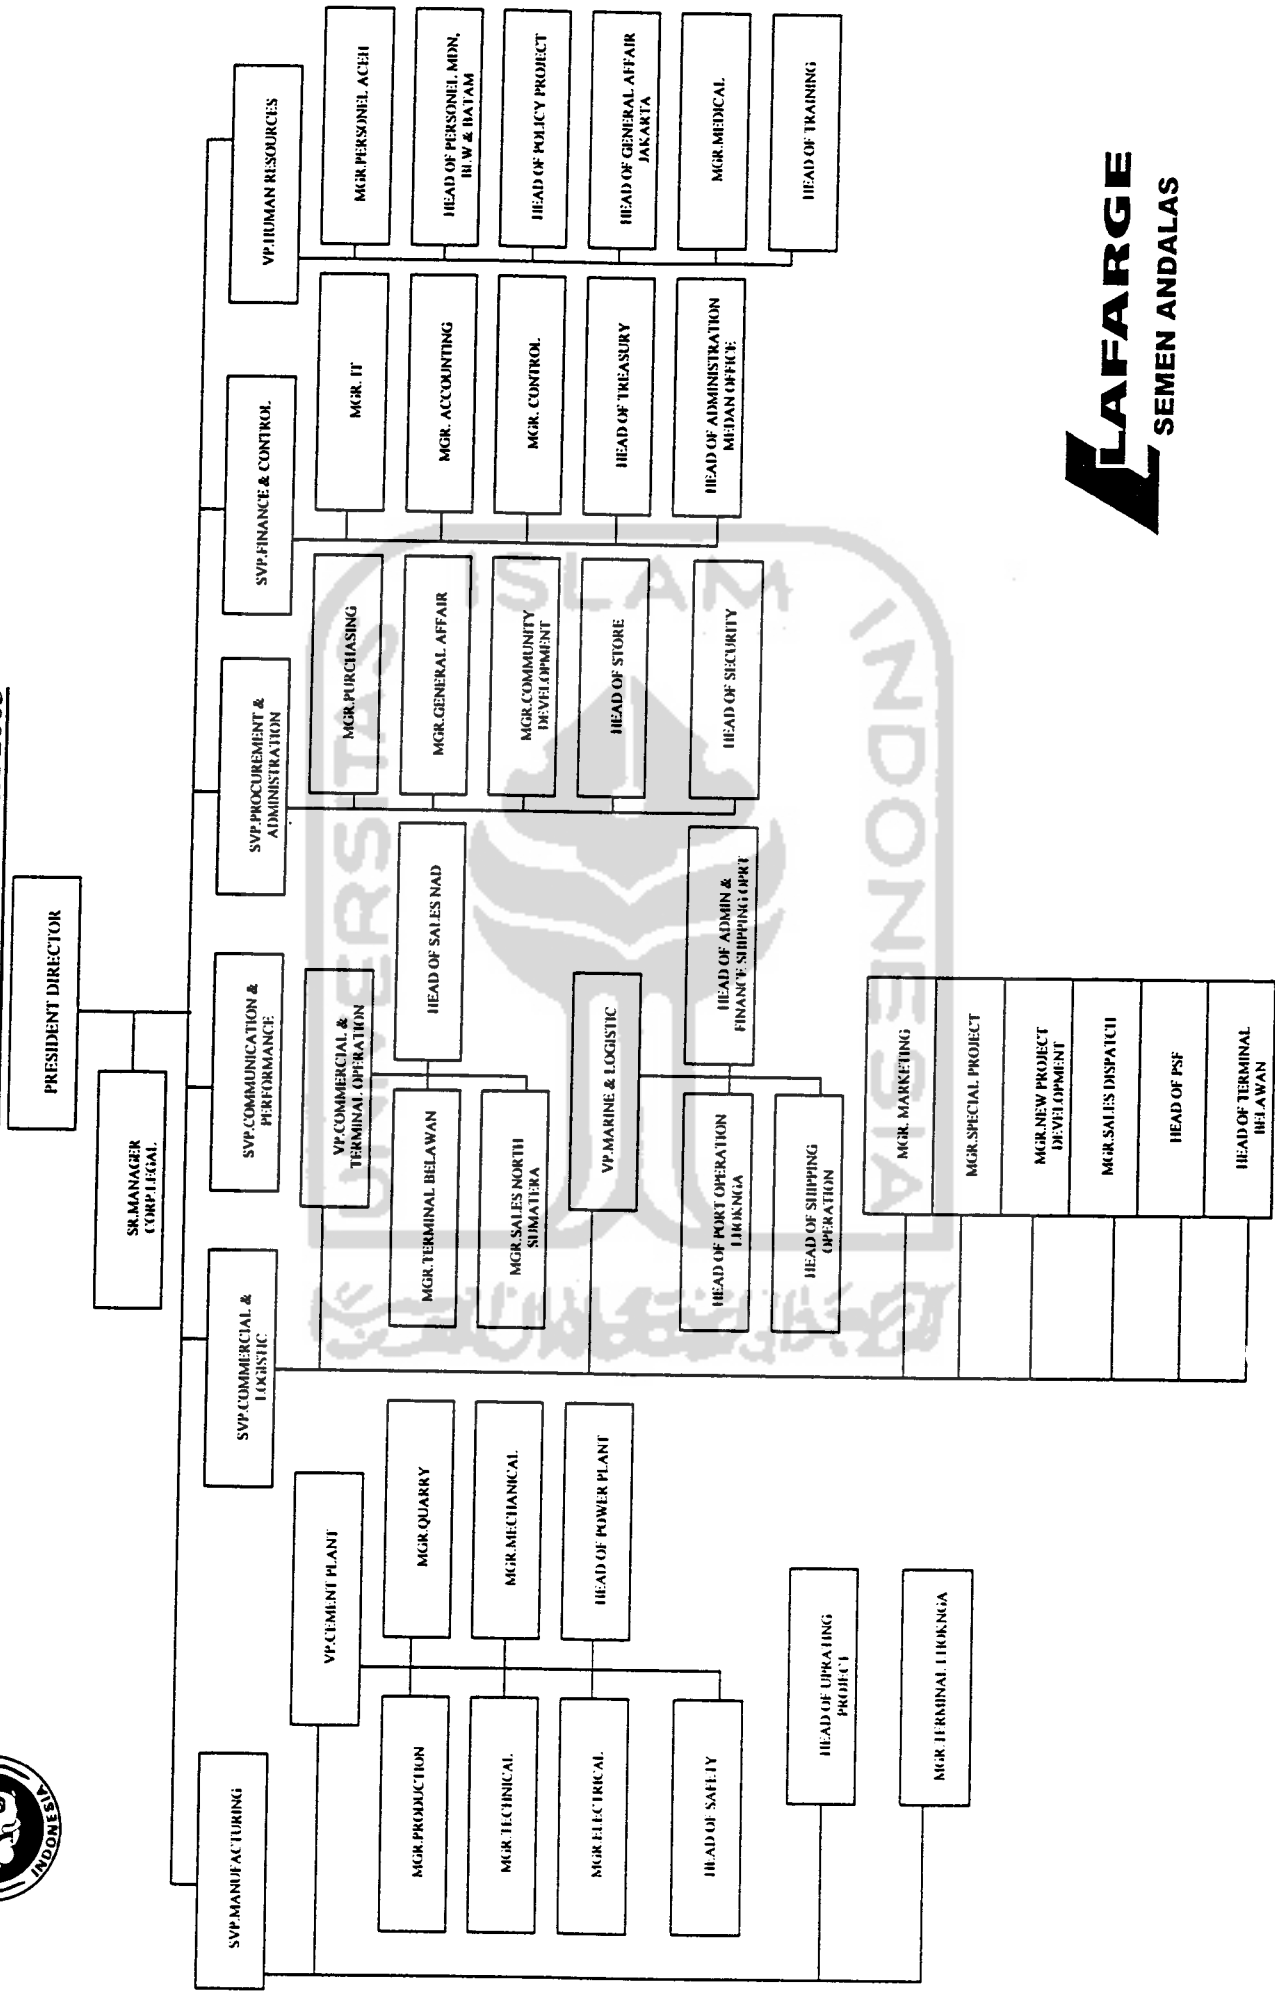 PRESIDENT DIRECTOR
SR.MANAGER
CORP.LEGAL
SVP.MANUFACTURING
SVP.COMMERCIAL &
LOGISTIC
SVP.COMMUNICATION &
PERFORMANCE
SVP.PROCUREMENT &
ADMINISTRATION
SVP.FINANCE & CONTROL
VP.HUMAN RESOURCES
VP.CEMENT PLANT
MGR.PRODUCTION
MGR.QUARRY
MGR.TECHNICAL
MGR.MECHANICAL
MGR.ELECTRICAL
HEAD OF POWER PLANT
HEAD OF SAFETY
HEAD OF UPRATING
PROJECT
MGR.TERMINAL LHOKNGA
VP.COMMERCIAL &
TERMINAL OPERATION
MGR.TERMINAL BELAWAN
HEAD OF SALES NAD
MGR.SALES NORTH
SUMATERA
VP.MARINE & LOGISTIC
HEAD OF PORT OPERATION
LHOKNGA
HEAD OF ADMIN &
FINANCE SHIPPING OPRT
HEAD OF SHIPPING
OPERATION
MGR. MARKETING
MGR.SPECIAL PROJECT
MGR.NEW PROJECT
DEVELOPMENT
MGR.SALES DISPATCH
HEAD OF PSF
HEAD OF TERMINAL
BELAWAN
MGR.PURCHASING
MGR.GENERAL AFFAIR
MGR.COMMUNITY
DEVELOPMENT
HEAD OF STORE
HEAD OF SECURITY
MGR. IT
MGR. ACCOUNTING
MGR. CONTROL
HEAD OF TREASURY
HEAD OF ADMINISTRATION
MEDAN OFFICE
MGR.PERSONEL ACEH
HEAD OF PERSONEL MDN,
BLW & BATAM
HEAD OF POLICY PROJECT
HEAD OF GENERAL AFFAIR
JAKARTA
MGR.MEDICAL
HEAD OF TRAINING
LAFARGE
SEMEN ANDALAS
UNIVERSITAS
ISLAM
INDONESIA
INDONESIA